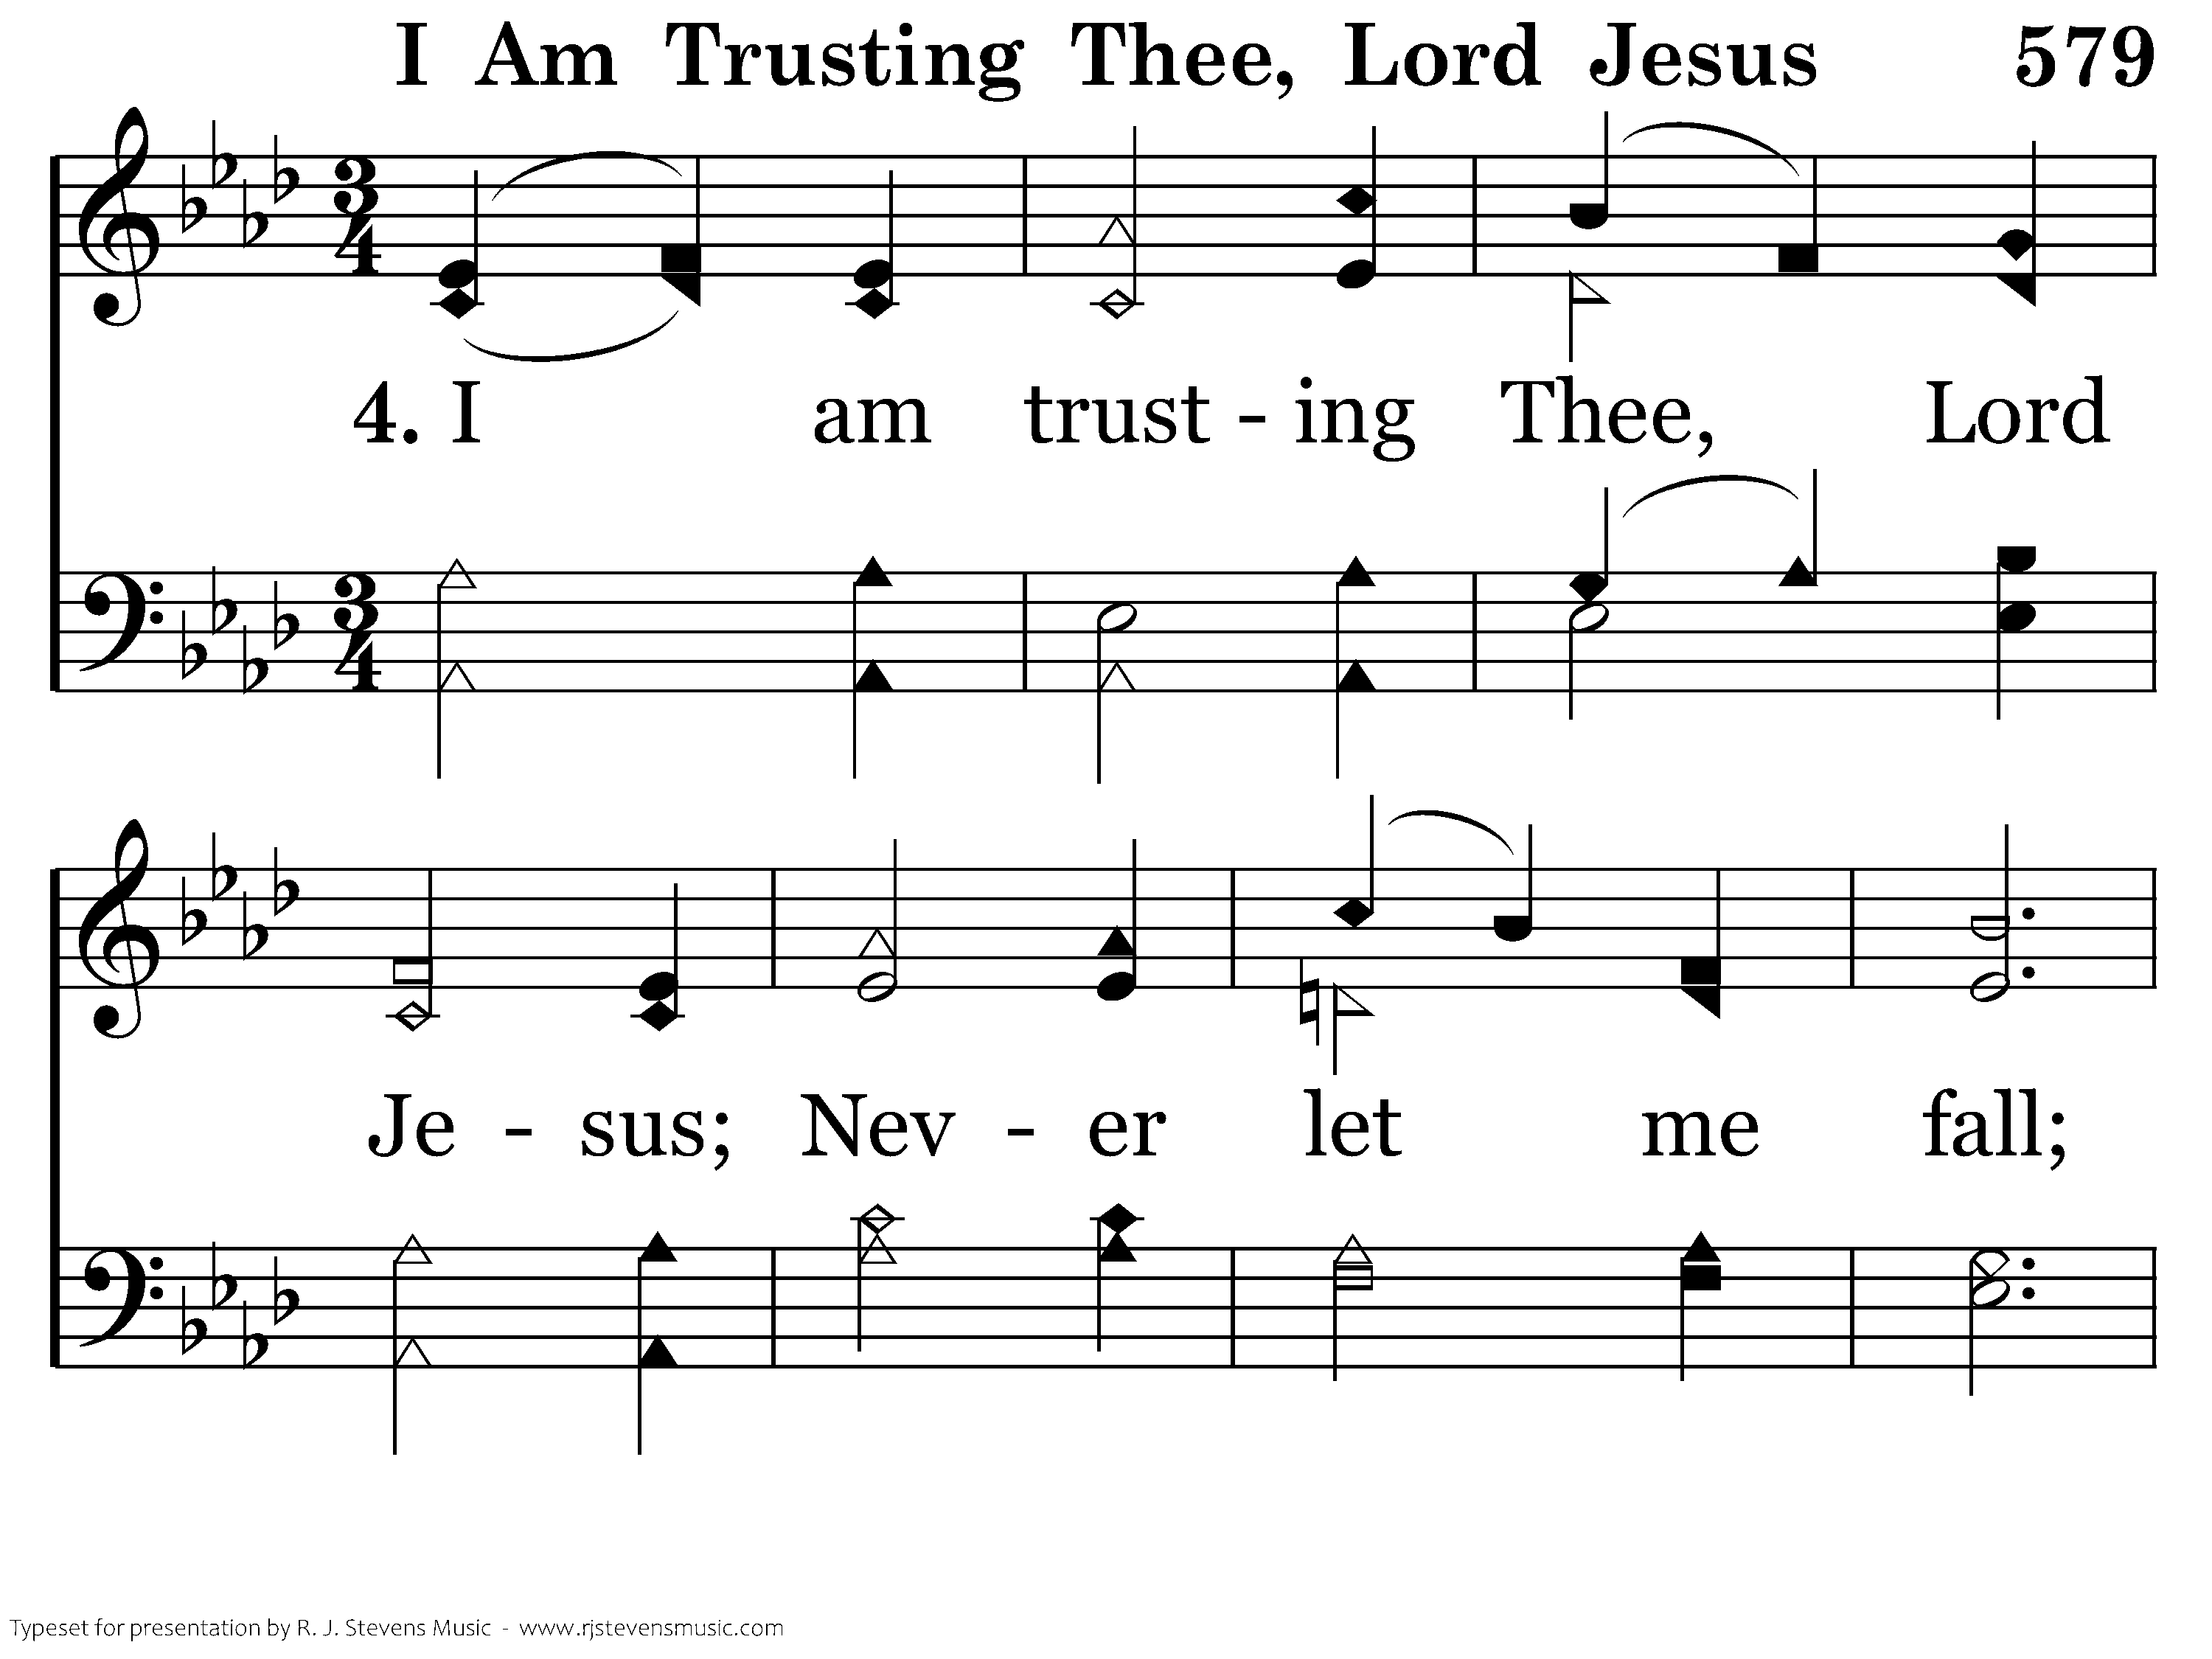 I Am Trusting Thee, Lord Jesus 579
3
4
4. I am trust - ing Thee, Lord
3
4
Je - sus; Nev - er let me fall;
Typeset for presentation by R. J. Stevens Music - www.rjstevensmusic.com